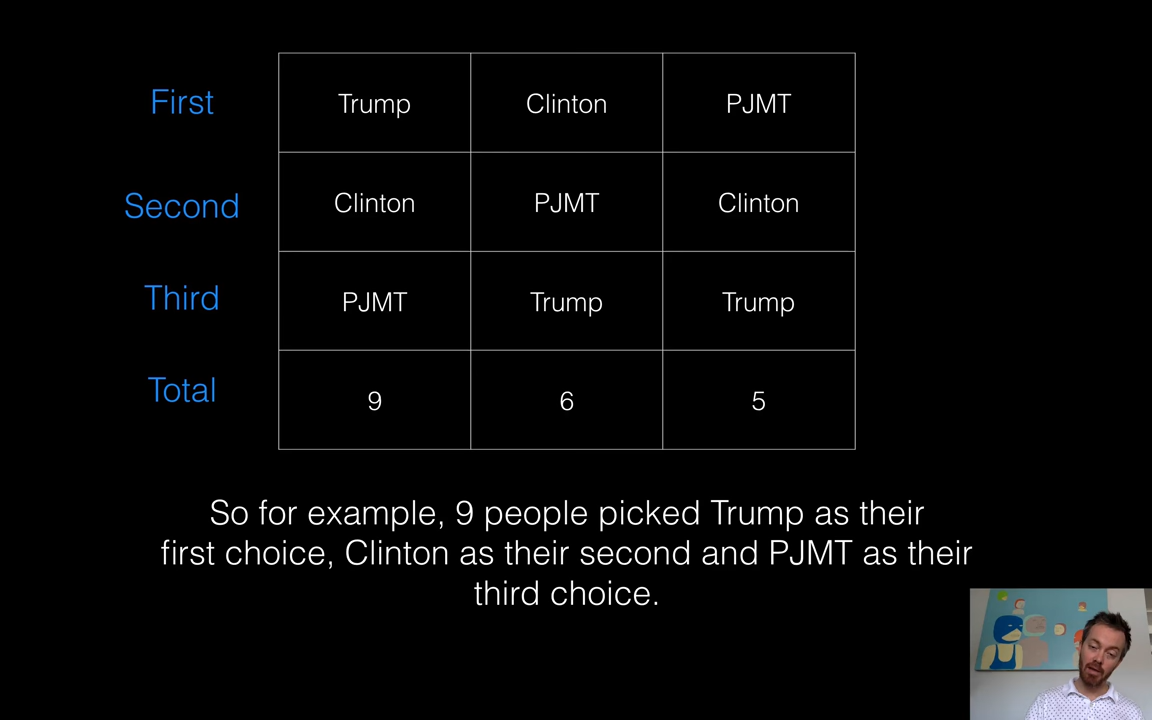 First Trump Clinton PJMT
Second Clinton PJMT Clinton
Third PJMT Trump Trump
Total 9 6 5
So for example, 9 people picked Trump as their
first choice, Clinton as their second and PJMT as their
third choice.